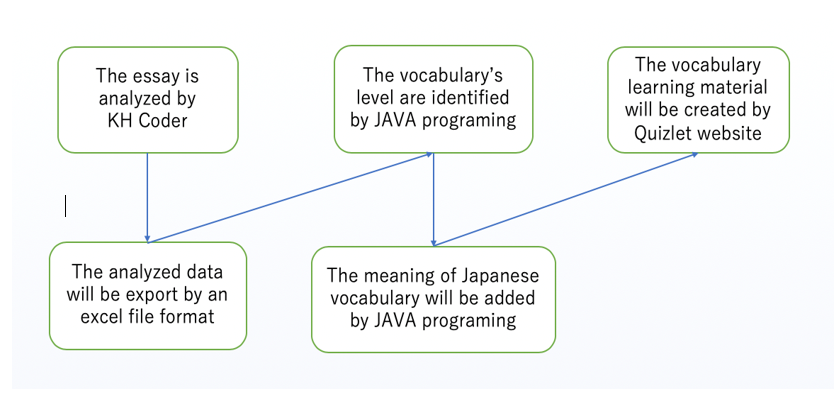 The essay is
analyzed by
KH Coder
The analyzed data
will be export by an
excel file format
The vocabulary’s
level are identified
by JAVA programing
The meaning of Japanese
vocabulary will be added
by JAVA programing
The vocabulary
learning material
will be created by
Quizlet website